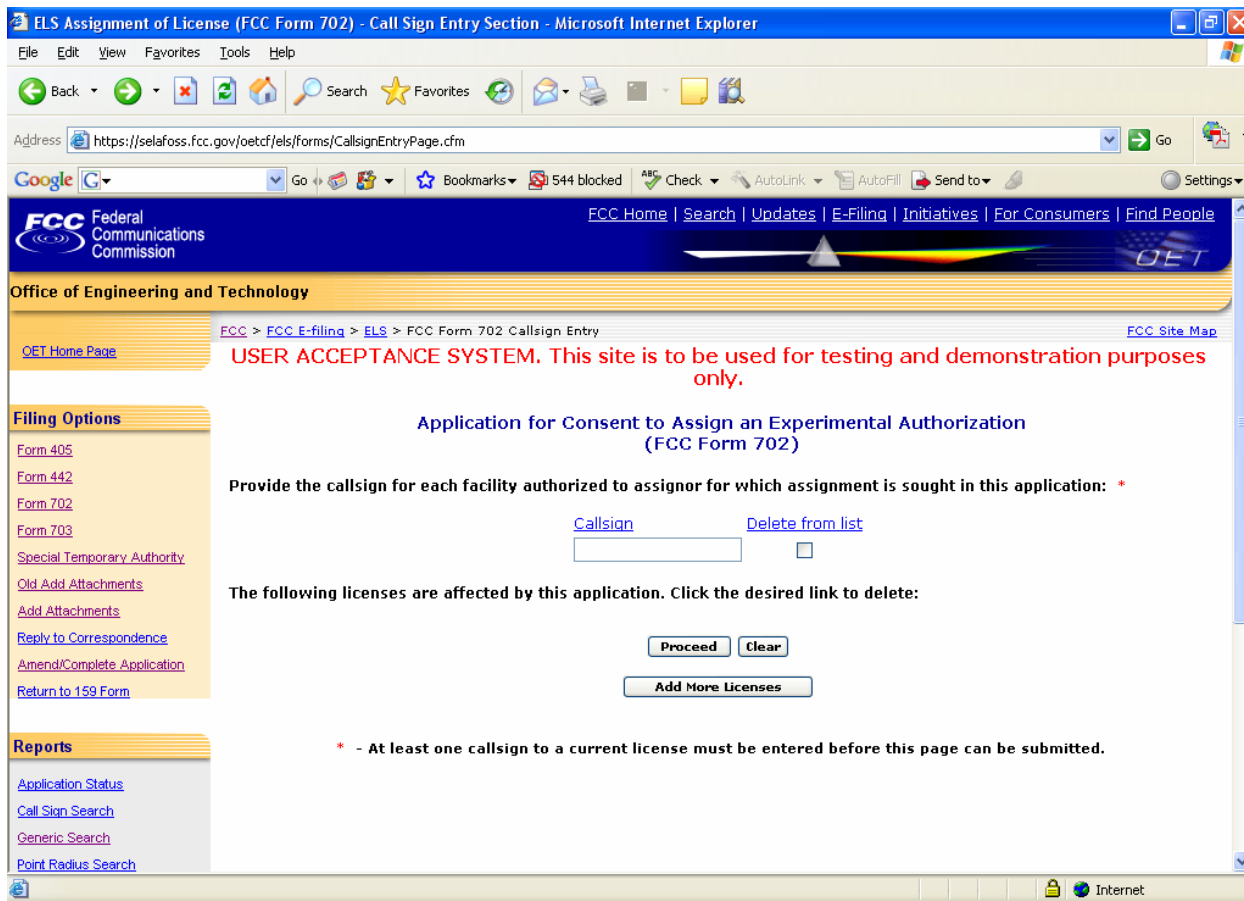 ELS Assignment of License (FCC Form 702) - Call Sign Entry Section - Microsoft Internet Explorer
File Edit View Favorites Tools Help
Back Search Favorites
Address https://selafoss.fcc.gov/oetcf/els/forms/CallsignEntryPage.cfm Go
Google G Go Bookmarks 544 blocked ABC Check AutoLink AutoFill Send to Settings
FCC Federal Communications Commission
FCC Home | Search | Updates | E-Filing | Initiatives | For Consumers | Find People
OET
Office of Engineering and Technology
FCC > FCC E-filing > ELS > FCC Form 702 Callsign Entry FCC Site Map
OET Home Page
USER ACCEPTANCE SYSTEM. This site is to be used for testing and demonstration purposes
only.
Filing Options
Form 405
Form 442
Form 702
Form 703
Special Temporary Authority
Old Add Attachments
Add Attachments
Reply to Correspondence
Amend/Complete Application
Return to 159 Form
Reports
Application Status
Call Sign Search
Generic Search
Point Radius Search
Application for Consent to Assign an Experimental Authorization
(FCC Form 702)
Provide the callsign for each facility authorized to assignor for which assignment is sought in this application: *
Callsign Delete from list
The following licenses are affected by this application. Click the desired link to delete:
Proceed Clear
Add More Licenses
* - At least one callsign to a current license must be entered before this page can be submitted.
Internet